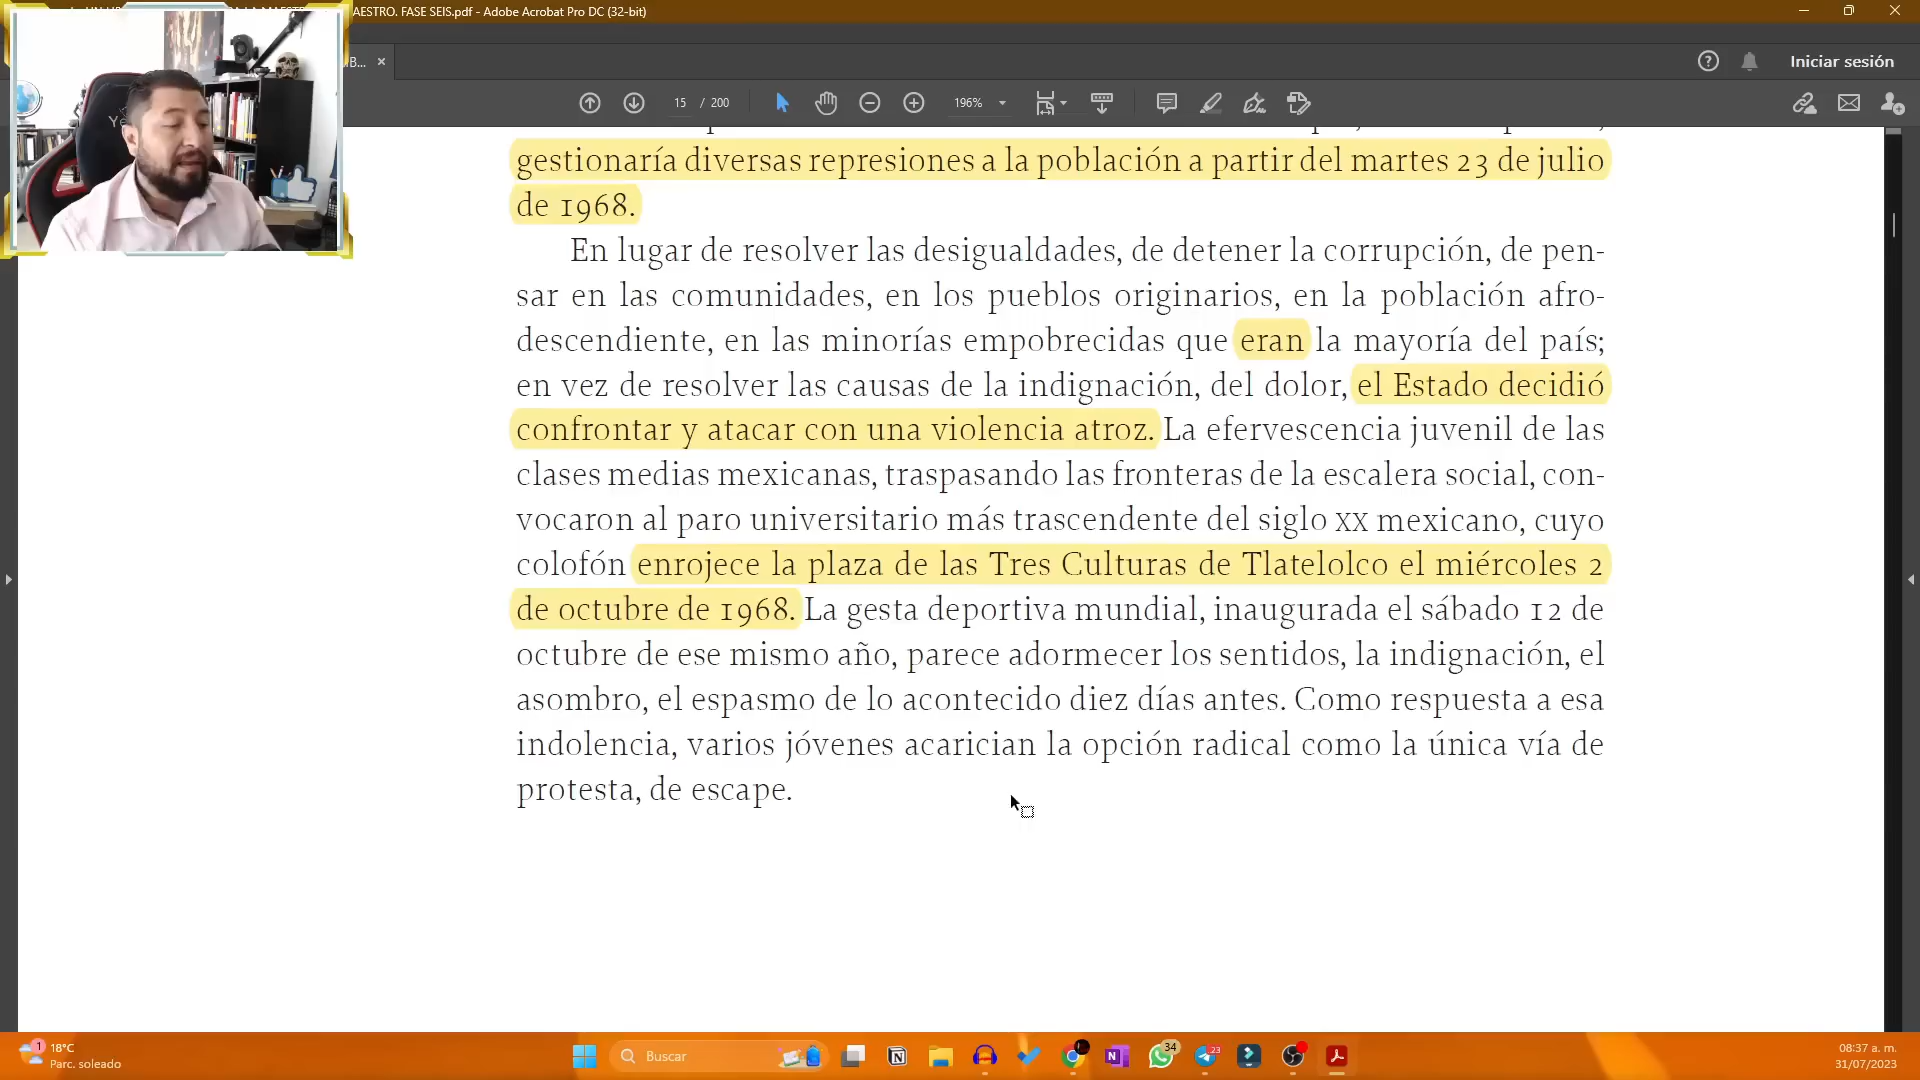 AESTRO. FASE SEIS.pdf - Adobe Acrobat Pro DC (32-bit)
B...
Iniciar sesión
15 / 200
196%
gestionaría diversas represiones a la población a partir del martes 23 de julio
de 1968.
En lugar de resolver las desigualdades, de detener la corrupción, de pen-
sar en las comunidades, en los pueblos originarios, en la población afro-
descendiente, en las minorías empobrecidas que eran la mayoría del país;
en vez de resolver las causas de la indignación, del dolor, el Estado decidió
confrontar y atacar con una violencia atroz. La efervescencia juvenil de las
clases medias mexicanas, traspasando las fronteras de la escalera social, con-
vocaron al paro universitario más trascendente del siglo XX mexicano, cuyo
colofón enrojece la plaza de las Tres Culturas de Tlatelolco el miércoles 2
de octubre de 1968. La gesta deportiva mundial, inaugurada el sábado 12 de
octubre de ese mismo año, parece adormecer los sentidos, la indignación, el
asombro, el espasmo de lo acontecido diez días antes. Como respuesta a esa
indolencia, varios jóvenes acarician la opción radical como la única vía de
protesta, de escape.
1
18°C
Parc. soleado
Buscar
34
23
08:37 a. m.
31/07/2023